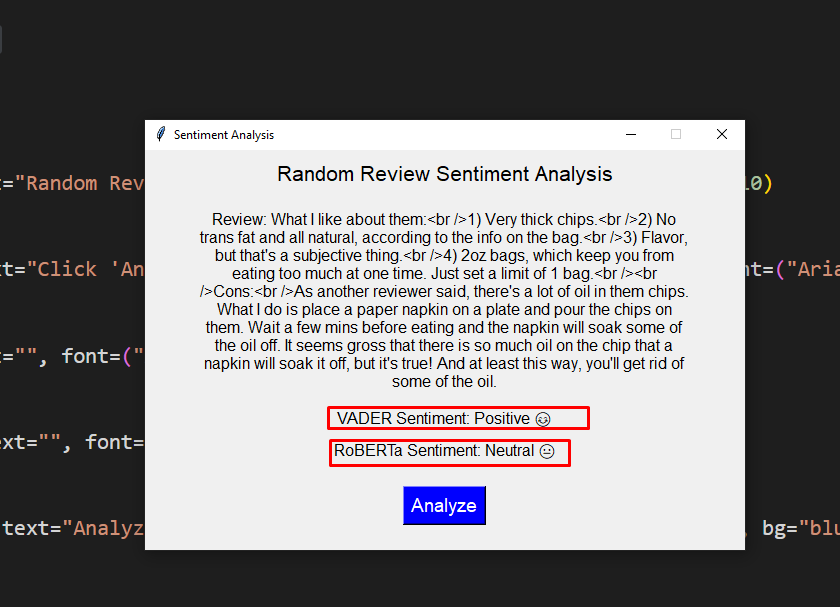 Sentiment Analysis
Random Review Sentiment Analysis
="Random Rev
10)
Review: What I like about them:<br />1) Very thick chips.<br />2) No
trans fat and all natural, according to the info on the bag.<br />3) Flavor,
but that's a subjective thing.<br />4) 2oz bags, which keep you from
xt="Click 'An
eating too much at one time. Just set a limit of 1 bag.<br /><br
nt=("Aria
/>Cons:<br />As another reviewer said, there's a lot of oil in them chips.
What I do is place a paper napkin on a plate and pour the chips on
them. Wait a few mins before eating and the napkin will soak some of
the oil off. It seems gross that there is so much oil on the chip that a
="", font=("
napkin will soak it off, but it's true! And at least this way, you'll get rid of
some of the oil.
VADER Sentiment: Positive 😊
ext="", font=
RoBERTa Sentiment: Neutral 😐
Analyze
text="Analyz
, bg="blu